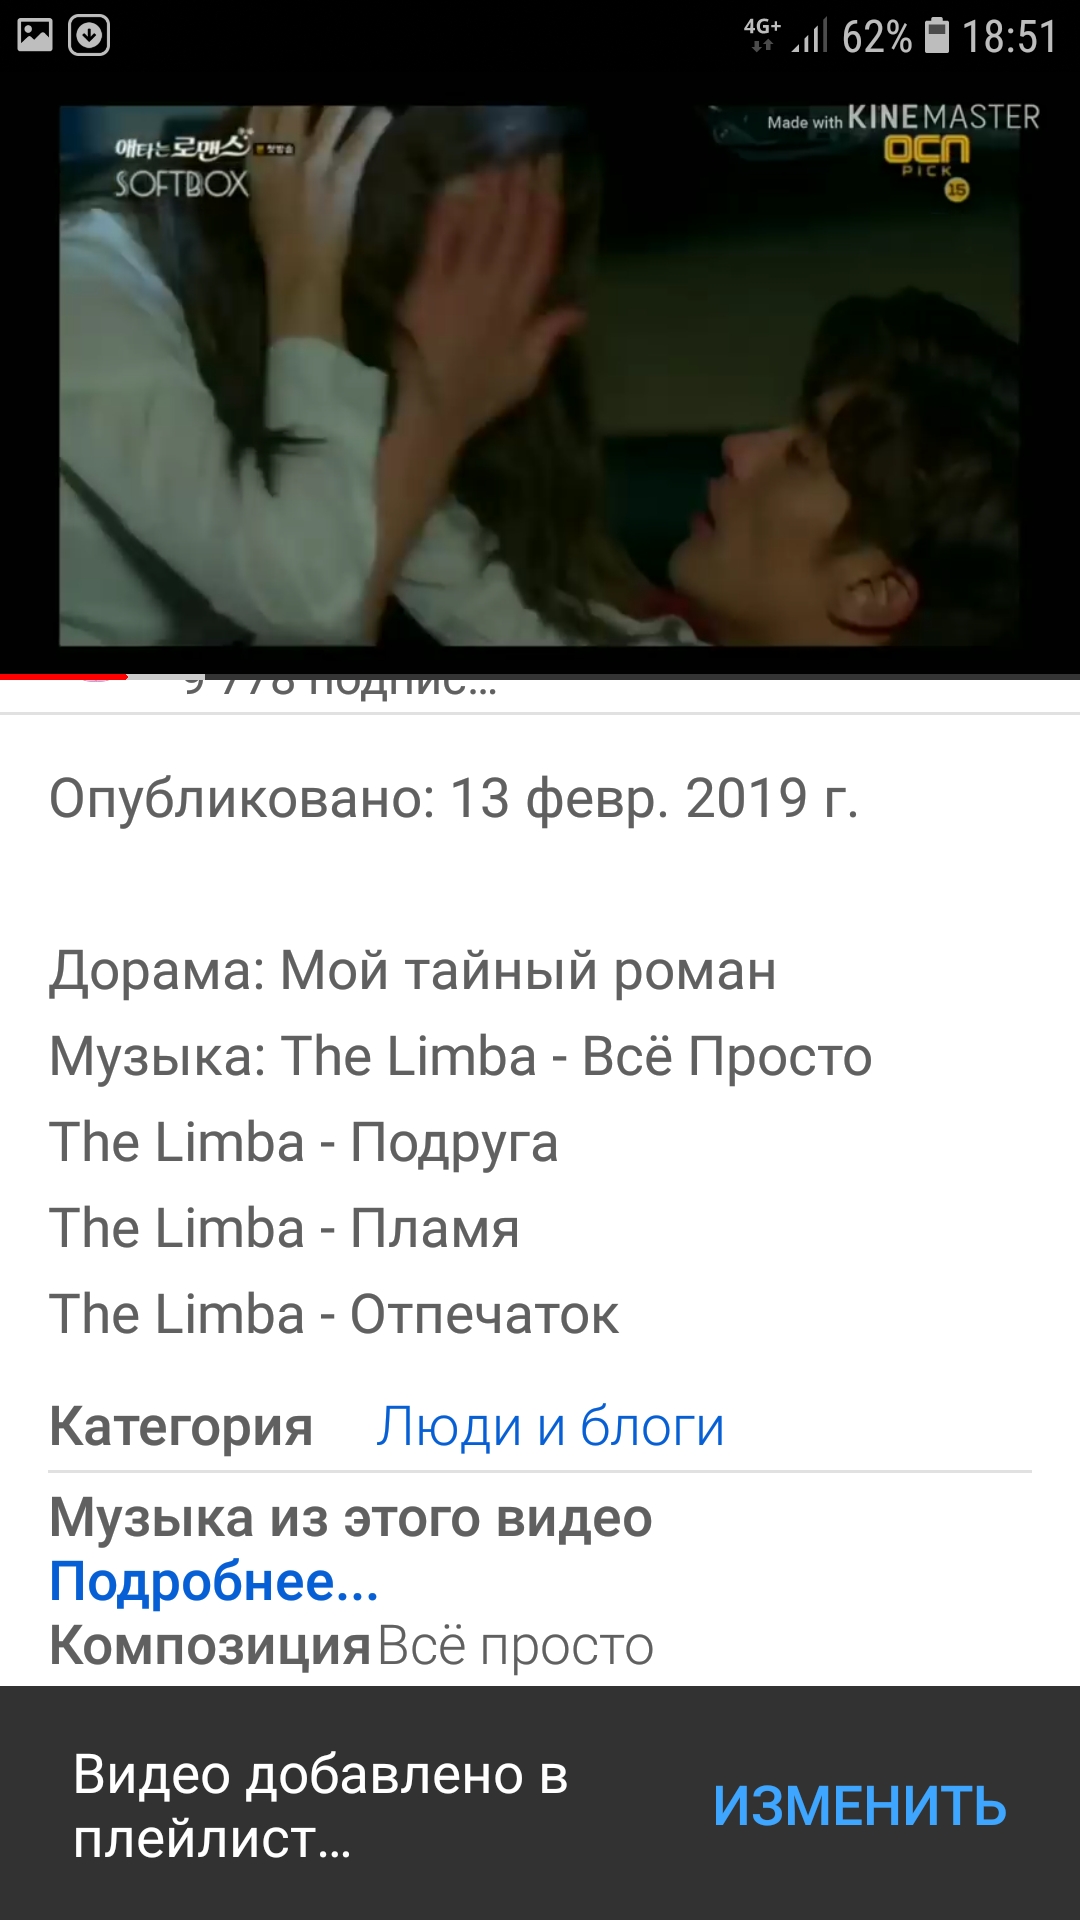 4G+ 62% 18:51
Made with KINEMASTER
애타는로맨스
SOFTBOX
OCN
PICK
15
9 778 подпис...
Опубликовано: 13 февр. 2019 г.
Дорама: Мой тайный роман
Музыка: The Limba - Всё Просто
The Limba - Подруга
The Limba - Пламя
The Limba - Отпечаток
Категория Люди и блоги
Музыка из этого видео
Подробнее...
Композиция Всё просто
Видео добавлено в
плейлист...
ИЗМЕНИТЬ